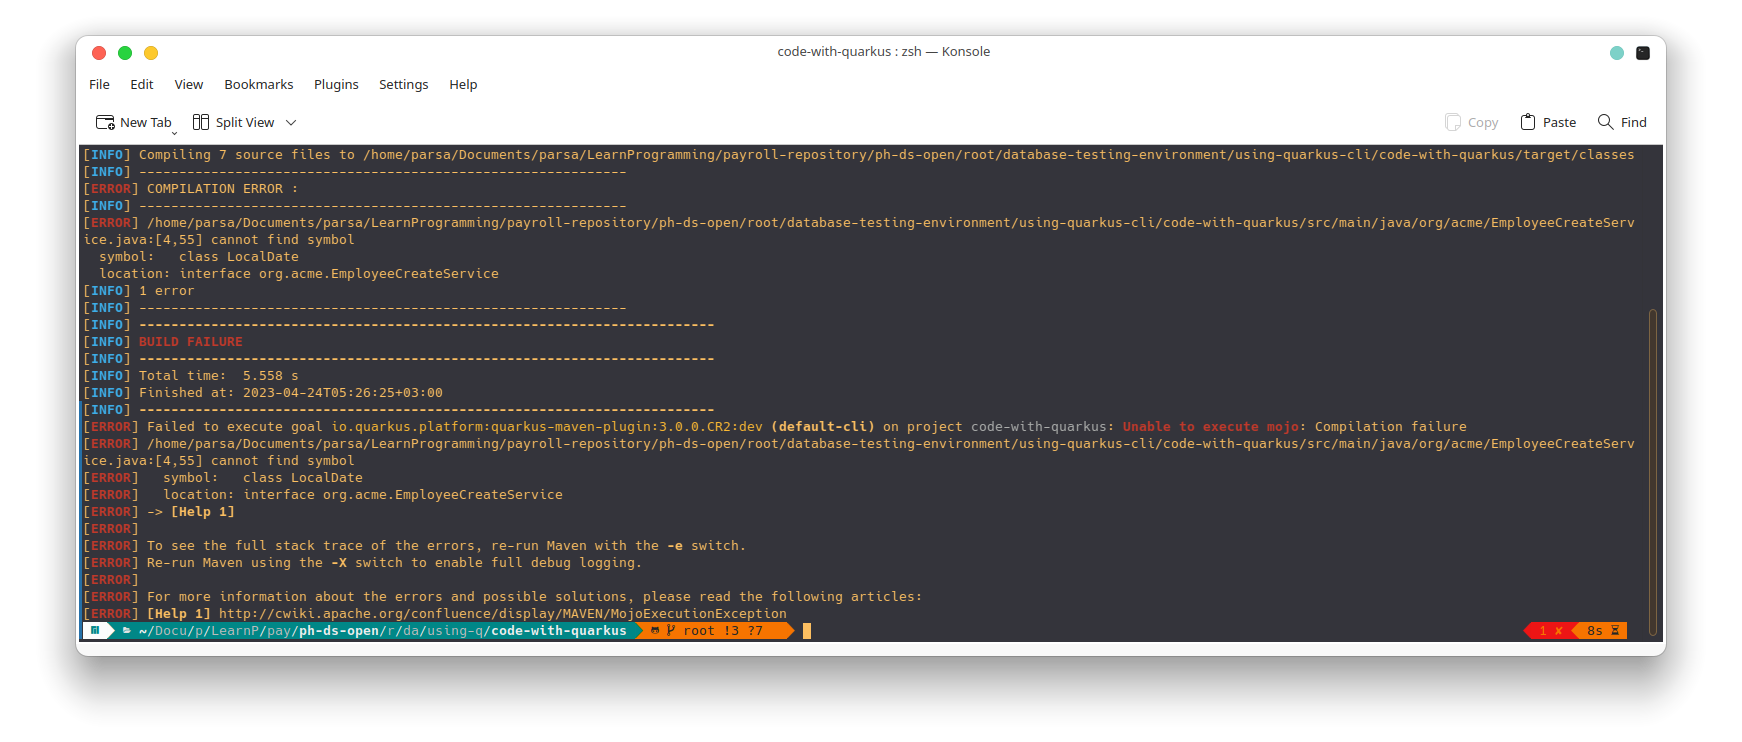 code-with-quarkus : zsh — Konsole
File Edit View Bookmarks Plugins Settings Help
New Tab Split View Copy Paste Find
[INFO] Compiling 7 source files to /home/parsa/Documents/parsa/LearnProgramming/payroll-repository/ph-ds-open/root/database-testing-environment/using-quarkus-cli/code-with-quarkus/target/classes
[INFO] -------------------------------------------------------------
[ERROR] COMPILATION ERROR :
[INFO] -------------------------------------------------------------
[ERROR] /home/parsa/Documents/parsa/LearnProgramming/payroll-repository/ph-ds-open/root/database-testing-environment/using-quarkus-cli/code-with-quarkus/src/main/java/org/acme/EmployeeCreateServ
ice.java:[4,55] cannot find symbol
  symbol:   class LocalDate
  location: interface org.acme.EmployeeCreateService
[INFO] 1 error
[INFO] -------------------------------------------------------------
[INFO] ------------------------------------------------------------------------
[INFO] BUILD FAILURE
[INFO] ------------------------------------------------------------------------
[INFO] Total time:  5.558 s
[INFO] Finished at: 2023-04-24T05:26:25+03:00
[INFO] ------------------------------------------------------------------------
[ERROR] Failed to execute goal io.quarkus.platform:quarkus-maven-plugin:3.0.0.CR2:dev (default-cli) on project code-with-quarkus: Unable to execute mojo: Compilation failure
[ERROR] /home/parsa/Documents/parsa/LearnProgramming/payroll-repository/ph-ds-open/root/database-testing-environment/using-quarkus-cli/code-with-quarkus/src/main/java/org/acme/EmployeeCreateServ
ice.java:[4,55] cannot find symbol
[ERROR]   symbol:   class LocalDate
[ERROR]   location: interface org.acme.EmployeeCreateService
[ERROR] -> [Help 1]
[ERROR]
[ERROR] To see the full stack trace of the errors, re-run Maven with the -e switch.
[ERROR] Re-run Maven using the -X switch to enable full debug logging.
[ERROR]
[ERROR] For more information about the errors and possible solutions, please read the following articles:
[ERROR] [Help 1] http://cwiki.apache.org/confluence/display/MAVEN/MojoExecutionException
~/Docu/p/LearnP/pay/ph-ds-open/r/da/using-q/code-with-quarkus root !3 ?7 1 ✘ 8s